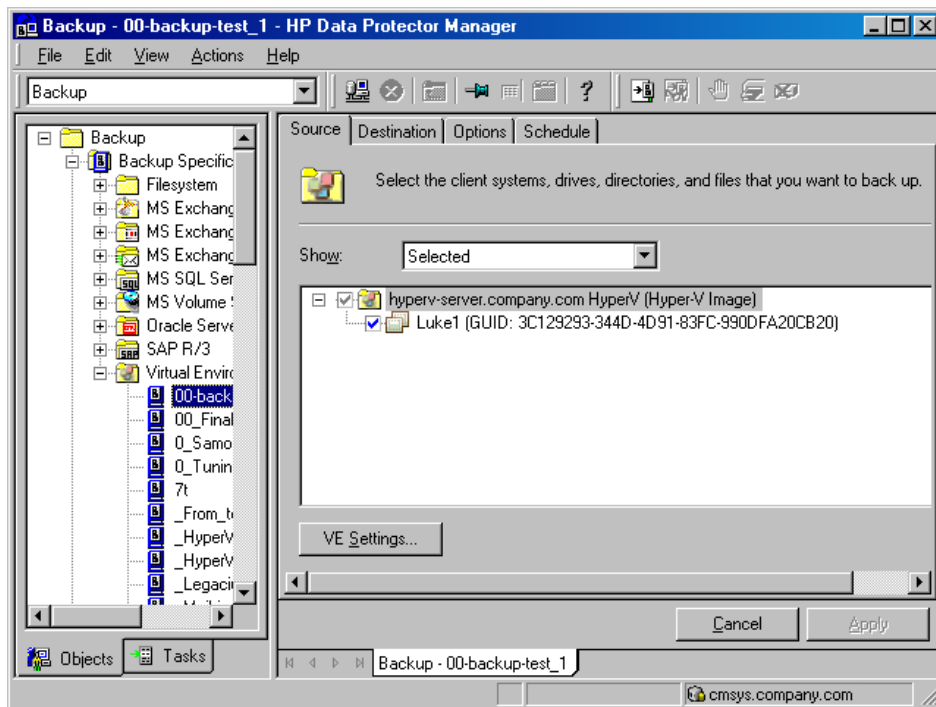 Backup - 00-backup-test_1 - HP Data Protector Manager
File Edit View Actions Help
Backup
Backup
Backup Specific
Filesystem
MS Exchang
MS Exchang
MS Exchang
MS SQL Ser
MS Volume
Oracle Serve
SAP R/3
Virtual Enviro
00-back
00_Final
0_Samo
0_Tunin
7t
_From_t
_HyperV
_HyperV
_Legaci
Objects Tasks
Source Destination Options Schedule
Select the client systems, drives, directories, and files that you want to back up.
Show: Selected
hyperv-server.company.com HyperV (Hyper-V Image)
Luke1 (GUID: 3C129293-344D-4D91-83FC-990DFA20CB20)
VE Settings...
Cancel Apply
Backup - 00-backup-test_1
cmsys.company.com